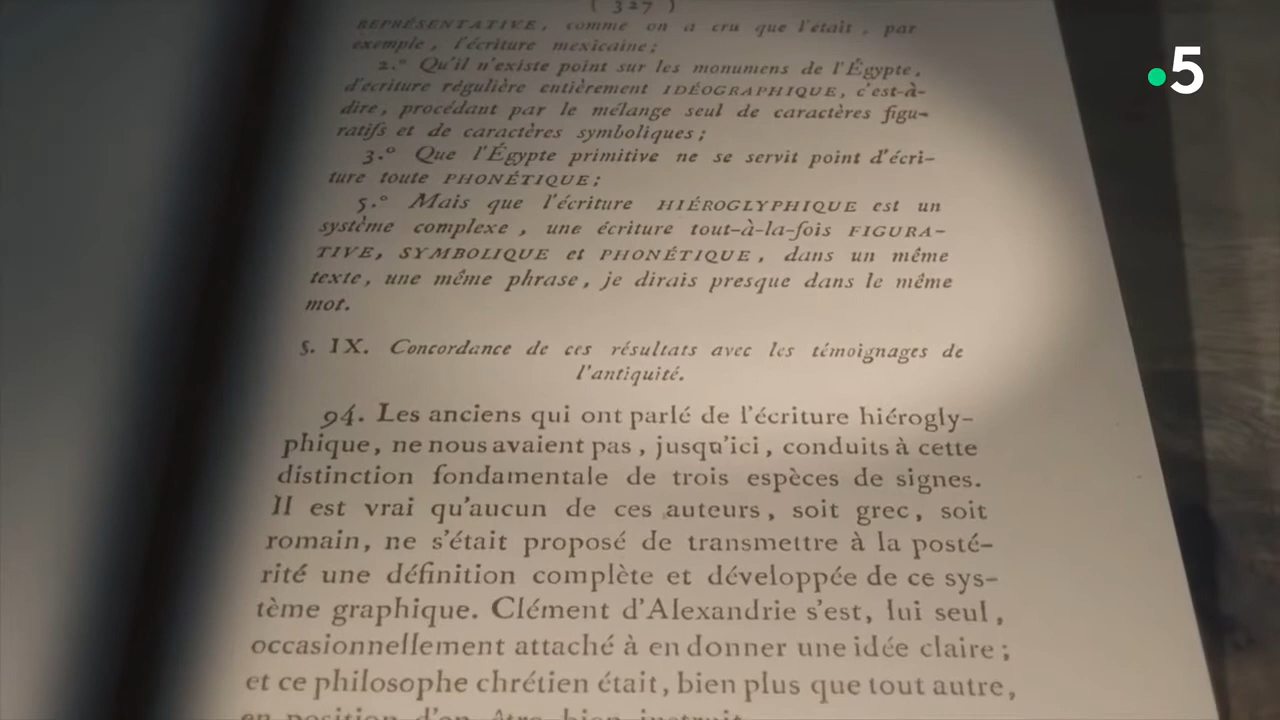 ( 327 )
REPRÉSENTATIVE, comme on a cru que l'était, par
exemple, l'écriture mexicaine;
2.º Qu'il n'existe point sur les monumens de l'Égypte,
d'écriture régulière entièrement IDÉOGRAPHIQUE, c'est-à-
dire, procédant par le mélange seul de caractères figu-
ratifs et de caractères symboliques;
3.º Que l'Égypte primitive ne se servit point d'écri-
ture toute PHONÉTIQUE;
5.º Mais que l'écriture HIÉROGLYPHIQUE est un
système complexe, une écriture tout-à-la-fois FIGURA-
TIVE, SYMBOLIQUE et PHONÉTIQUE, dans un même
texte, une même phrase, je dirais presque dans le même
mot.
S. IX. Concordance de ces résultats avec les témoignages de
l'antiquité.
94. Les anciens qui ont parlé de l'écriture hiérogly-
phique, ne nous avaient pas, jusqu'ici, conduits à cette
distinction fondamentale de trois espèces de signes.
Il est vrai qu'aucun de ces auteurs, soit grec, soit
romain, ne s'était proposé de transmettre à la posté-
rité une définition complète et développée de ce sys-
tème graphique. Clément d'Alexandrie s'est, lui seul,
occasionnellement attaché à en donner une idée claire;
et ce philosophe chrétien était, bien plus que tout autre,
en position d'en être bien instruit.
5